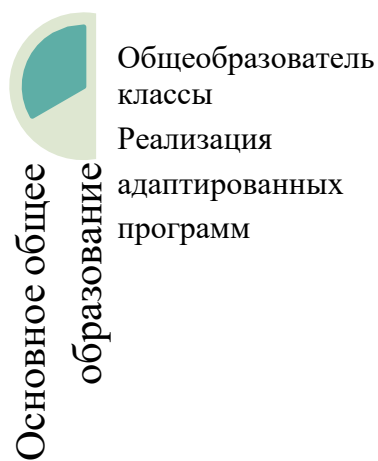 Общеобразователь
классы
Реализация
адаптированных
программ
Основное общее
образование